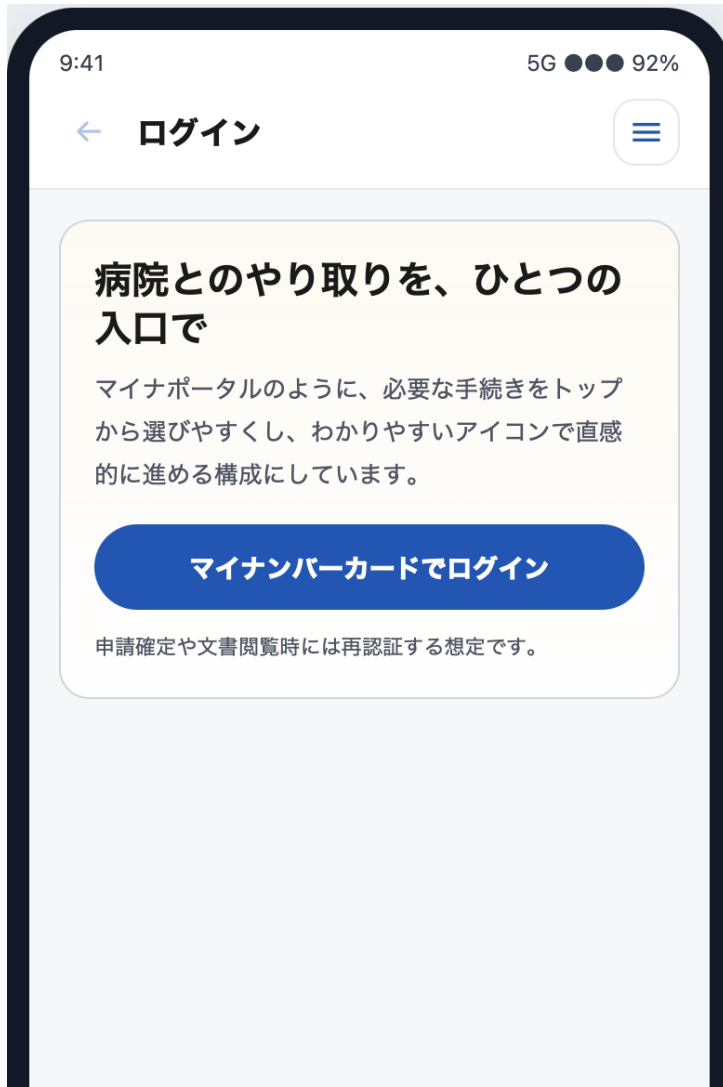 9:41 5G 92%
ログイン
病院とのやり取りを、ひとつの
入口で
マイナポータルのように、必要な手続きをトップ
から選びやすくし、わかりやすいアイコンで直感
的に進める構成にしています。
マイナンバーカードでログイン
申請確定や文書閲覧時には再認証する想定です。